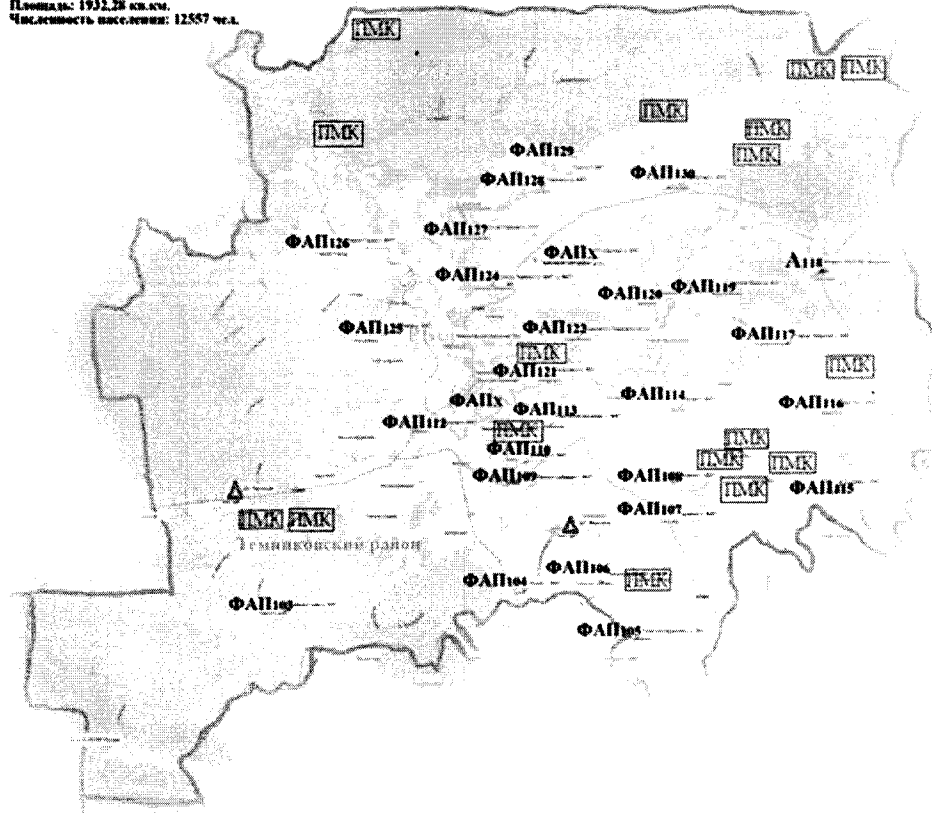 Площадь: 1932,28 кв.км.
Численность населения: 12557 чел.
ПМК
ПМК ПМК
ПМК
ПМК
ПМК
ПМК
ФАП129
ФАП128
ФАП130
ФАП127
ФАП126
ФАПХ
А118
ФАП124
ФАП119
ФАП120
ФАП125
ФАП123
ФАП117
ПМК
ФАП121
ПМК
ФАПХ
ФАП114
ФАП113
ФАП116
ФАП112
ПМК
ПМК
ФАП110
ПМК
ПМК
ФАП109
ФАП108
ПМК
ФАП115
ФАП107
ПМК ПМК
Темниковский район
ФАП106
ФАП104
ПМК
ФАП103
ФАП105